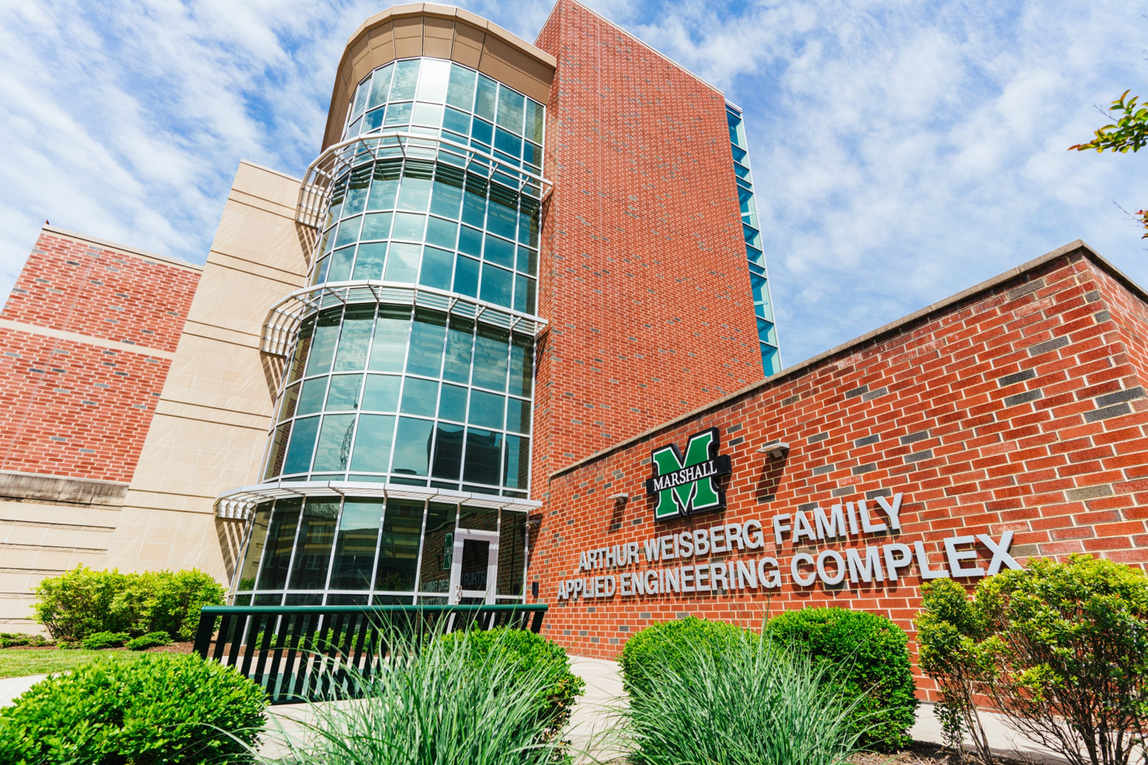 MARSHALL
ARTHUR WEISBERG FAMILY
APPLIED ENGINEERING COMPLEX